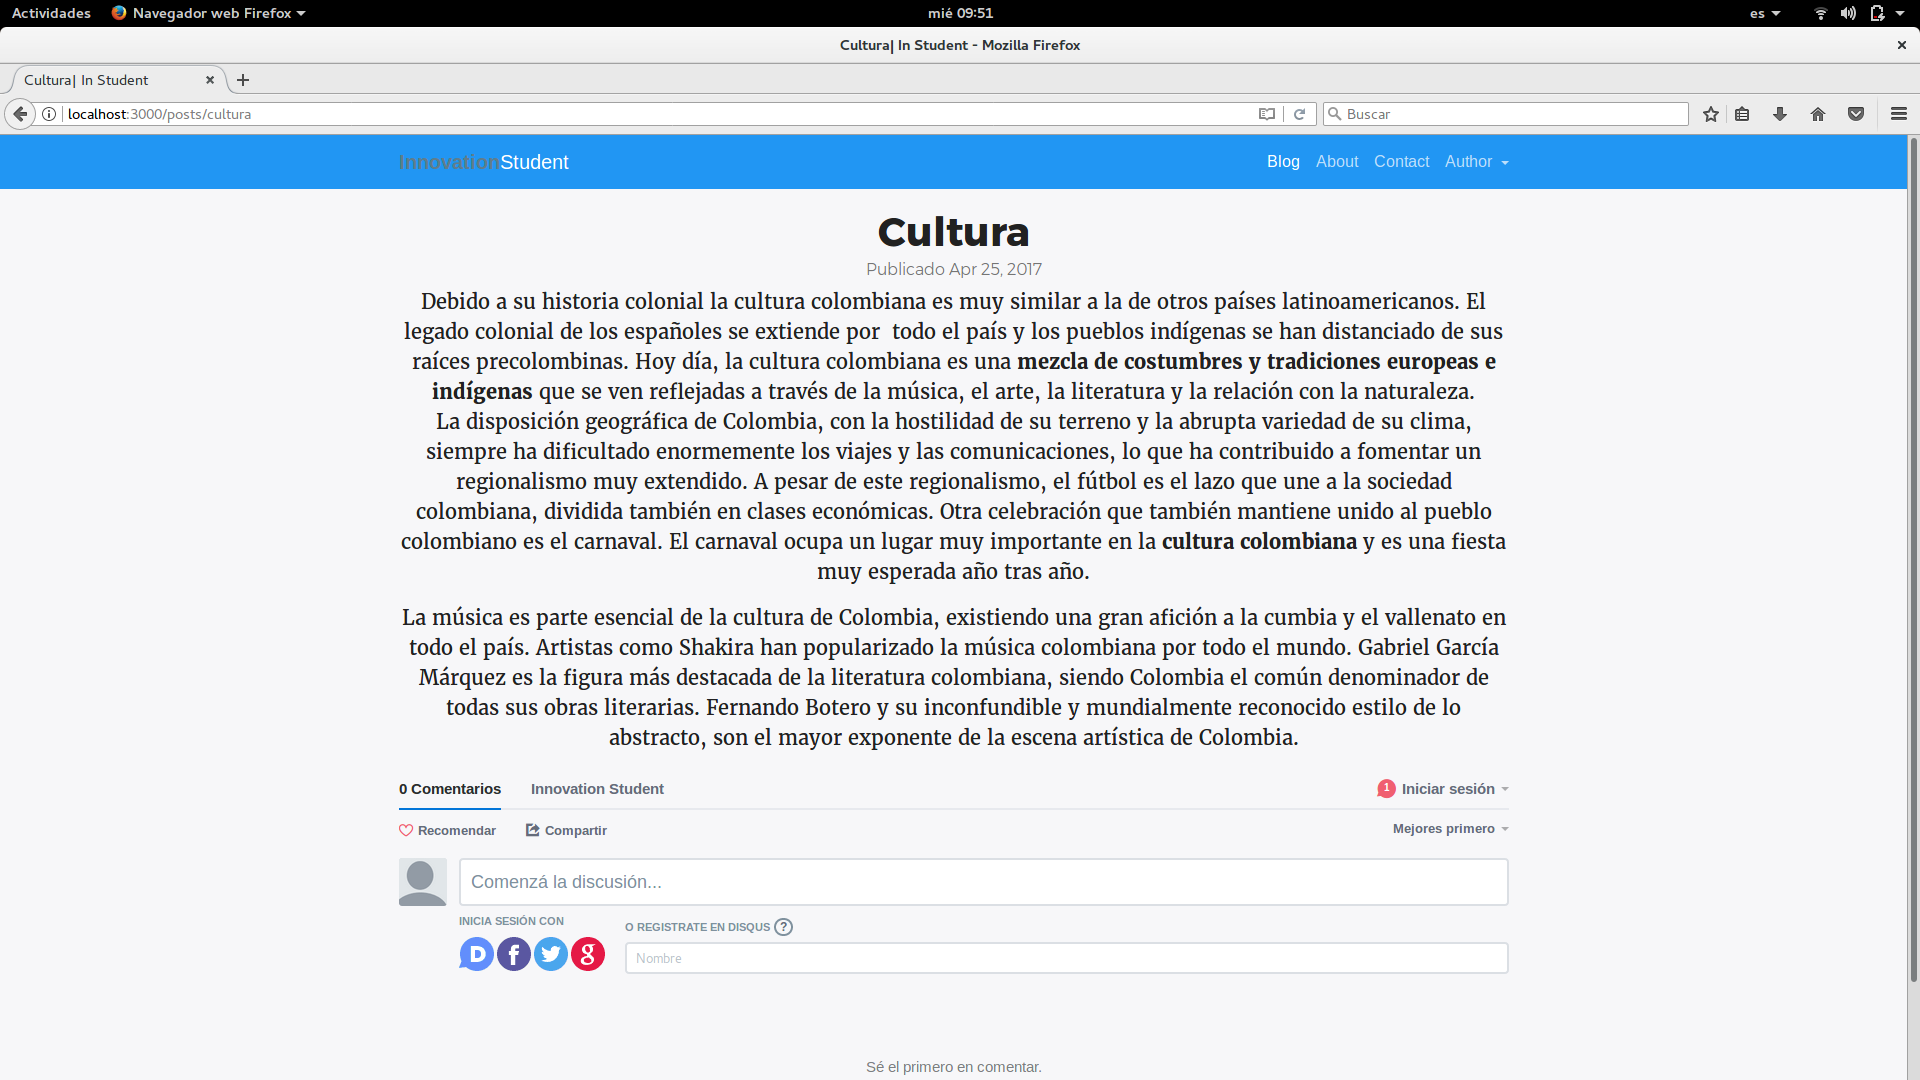 Actividades Navegador web Firefox mié 09:51 es
Cultura| In Student - Mozilla Firefox
Cultura| In Student
localhost:3000/posts/cultura Buscar
InnovationStudent Blog About Contact Author
Cultura
Publicado Apr 25, 2017
Debido a su historia colonial la cultura colombiana es muy similar a la de otros países latinoamericanos. El
legado colonial de los españoles se extiende por  todo el país y los pueblos indígenas se han distanciado de sus
raíces precolombinas. Hoy día, la cultura colombiana es una mezcla de costumbres y tradiciones europeas e
indígenas que se ven reflejadas a través de la música, el arte, la literatura y la relación con la naturaleza.
La disposición geográfica de Colombia, con la hostilidad de su terreno y la abrupta variedad de su clima,
siempre ha dificultado enormemente los viajes y las comunicaciones, lo que ha contribuido a fomentar un
regionalismo muy extendido. A pesar de este regionalismo, el fútbol es el lazo que une a la sociedad
colombiana, dividida también en clases económicas. Otra celebración que también mantiene unido al pueblo
colombiano es el carnaval. El carnaval ocupa un lugar muy importante en la cultura colombiana y es una fiesta
muy esperada año tras año.
La música es parte esencial de la cultura de Colombia, existiendo una gran afición a la cumbia y el vallenato en
todo el país. Artistas como Shakira han popularizado la música colombiana por todo el mundo. Gabriel García
Márquez es la figura más destacada de la literatura colombiana, siendo Colombia el común denominador de
todas sus obras literarias. Fernando Botero y su inconfundible y mundialmente reconocido estilo de lo
abstracto, son el mayor exponente de la escena artística de Colombia.
0 Comentarios Innovation Student 1 Iniciar sesión
Recomendar Compartir Mejores primero
Comenzá la discusión...
INICIA SESIÓN CON
O REGISTRATE EN DISQUS ?
D f g
Nombre
Sé el primero en comentar.